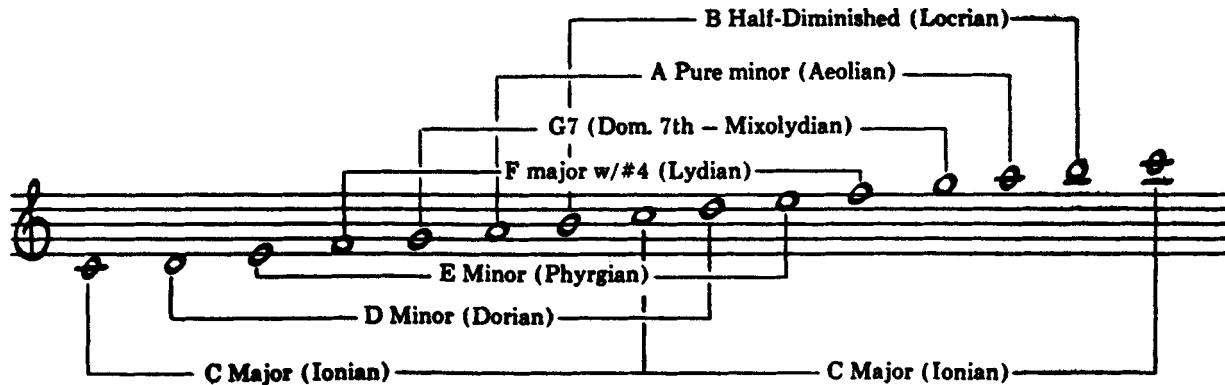 B Half-Diminished (Locrian)
A Pure minor (Aeolian)
G7 (Dom. 7th – Mixolydian)
F major w/#4 (Lydian)
E Minor (Phyrgian)
D Minor (Dorian)
C Major (Ionian) C Major (Ionian)